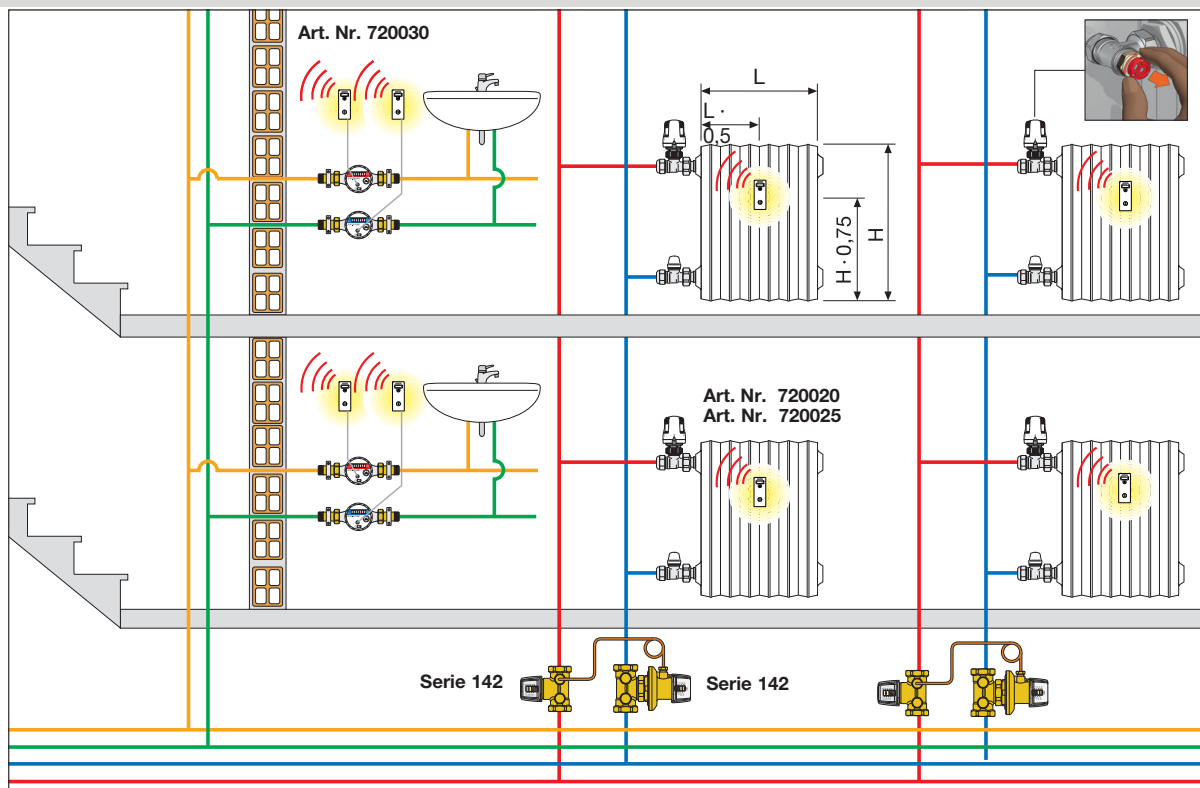 Art. Nr. 720030
L
L ·
0,5
H · 0,75
H
Art. Nr. 720020
Art. Nr. 720025
Serie 142
Serie 142